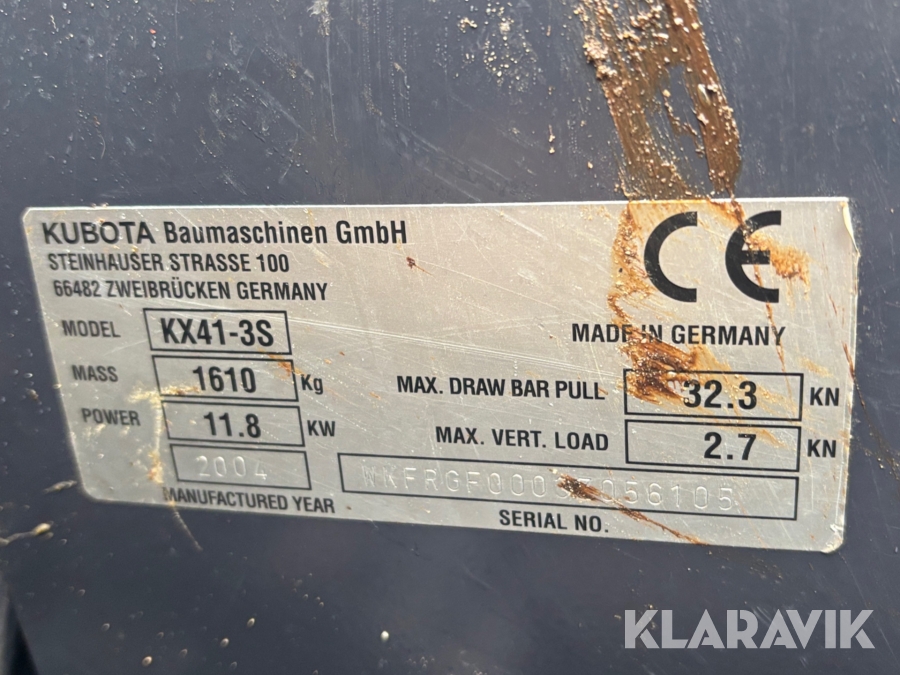 KUBOTA Baumaschinen GmbH
STEINHAUSER STRASSE 100
66482 ZWEIBRÜCKEN GERMANY
CE
MODEL KX41-3S
MADE IN GERMANY
MASS 1610 Kg
MAX. DRAW BAR PULL 32.3 KN
POWER 11.8 KW
MAX. VERT. LOAD 2.7 KN
2004
MANUFACTURED YEAR
SERIAL NO.
KLARAVIK